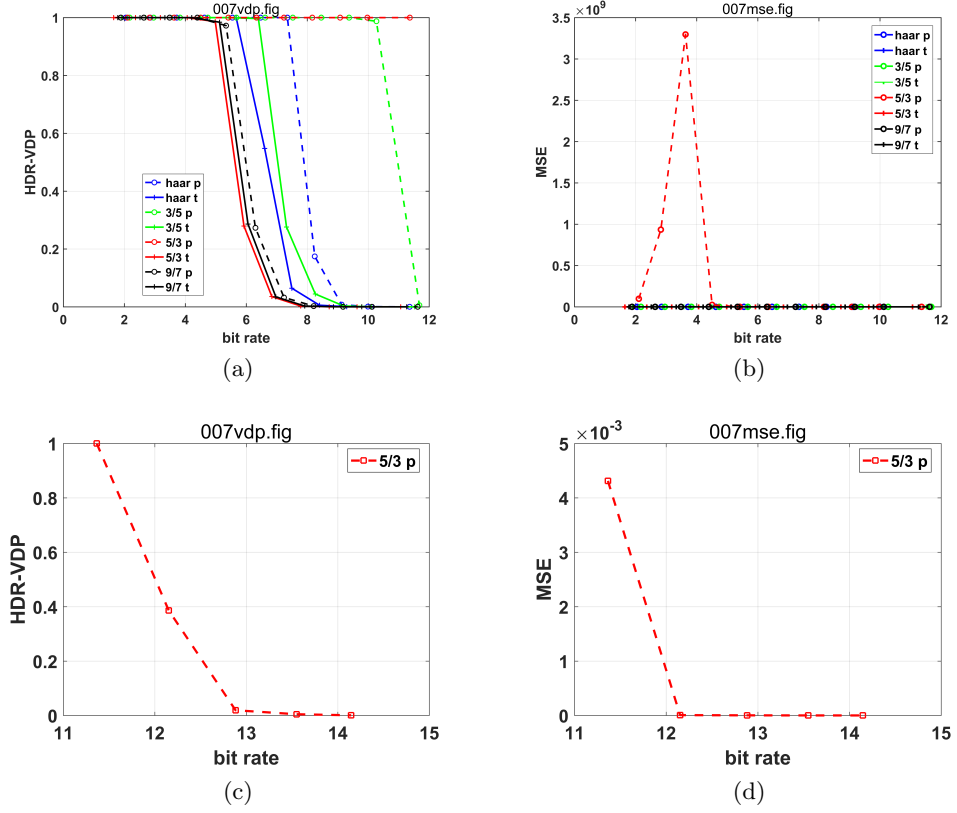 007vdp.fig
1
0.8
0.6
0.4
0.2
0
HDR-VDP
haar p
haar t
3/5 p
3/5 t
5/3 p
5/3 t
9/7 p
9/7 t
0 2 4 6 8 10 12
bit rate
(a)
×10⁹
007mse.fig
3.5
3
2.5
2
1.5
1
0.5
0
MSE
haar p
haar t
3/5 p
3/5 t
5/3 p
5/3 t
9/7 p
9/7 t
0 2 4 6 8 10 12
bit rate
(b)
007vdp.fig
1
0.8
0.6
0.4
0.2
0
HDR-VDP
5/3 p
11 12 13 14 15
bit rate
(c)
×10⁻³
007mse.fig
5
4
3
2
1
0
MSE
5/3 p
11 12 13 14 15
bit rate
(d)